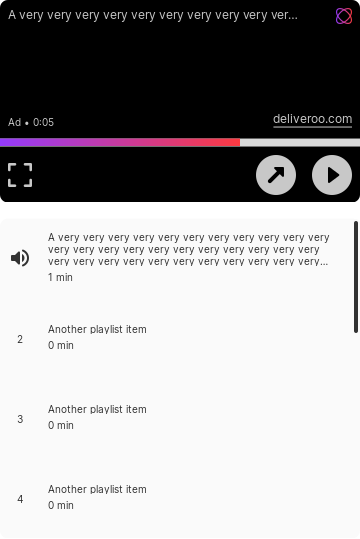 A very very very very very very very very ver...
Ad • 0:05
deliveroo.com
A very very very very very very very very very very
very very very very very very very very very very
very very very very very very very very very very...
1 min
2
Another playlist item
0 min
3
Another playlist item
0 min
4
Another playlist item
0 min